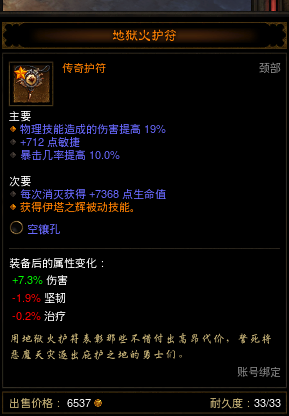 地狱火护符
传奇护符 颈部
主要
物理技能造成的伤害提高 19%
+712 点敏捷
暴击几率提高 10.0%
次要
每次消灭获得 +7368 点生命值
获得伊塔之辉被动技能。
空镶孔
装备后的属性变化：
+7.3% 伤害
-1.9% 坚韧
-0.2% 治疗
用地狱火护符表彰那些不惜付出高昂代价，誓死将
恶魔天灾逐出庇护之地的勇士们。
账号绑定
出售价格：6537 耐久度：33/33